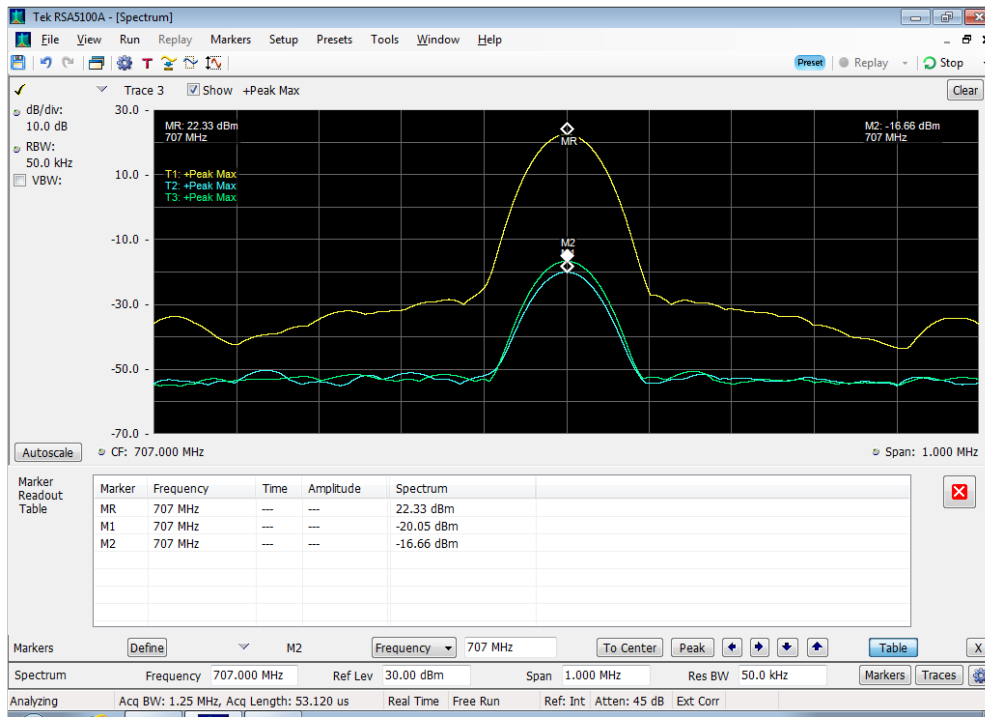 Tek RSA5100A - [Spectrum]
File View Run Replay Markers Setup Presets Tools Window Help
T Preset Replay Stop
Trace 3 Show +Peak Max Clear
dB/div:
10.0 dB
RBW:
50.0 kHz
VBW:
30.0 -
10.0 -
-10.0 -
-30.0 -
-50.0 -
-70.0 -
MR: 22.33 dBm
707 MHz
M2: -16.66 dBm
707 MHz
T1: +Peak Max
T2: +Peak Max
T3: +Peak Max
MR
M2
Autoscale CF: 707.000 MHz Span: 1.000 MHz
Marker
Readout
Table
Marker Frequency Time Amplitude Spectrum
MR 707 MHz --- --- 22.33 dBm
M1 707 MHz --- --- -20.05 dBm
M2 707 MHz --- --- -16.66 dBm
Markers Define M2 Frequency 707 MHz To Center Peak Table X
Spectrum Frequency 707.000 MHz Ref Lev 30.00 dBm Span 1.000 MHz Res BW 50.0 kHz Markers Traces
Analyzing Acq BW: 1.25 MHz, Acq Length: 53.120 us Real Time Free Run Ref: Int Atten: 45 dB Ext Corr